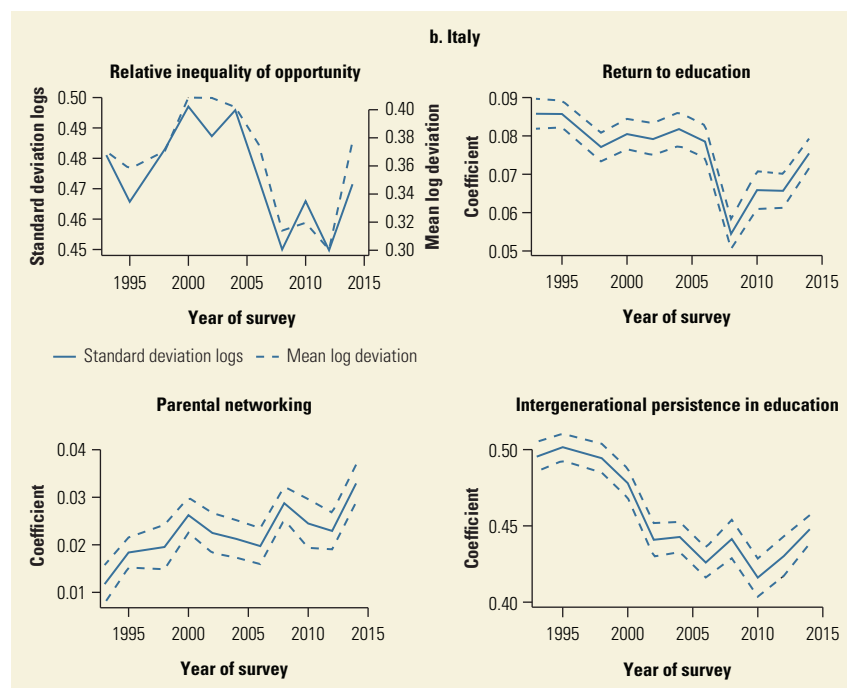 b. Italy
Relative inequality of opportunity
Standard deviation logs
0.50
0.49
0.48
0.47
0.46
0.45
0.40
0.38
0.36
0.34
0.32
0.30
Mean log deviation
1995 2000 2005 2010 2015
Year of survey
Return to education
Coefficient
0.09
0.08
0.07
0.06
0.05
1995 2000 2005 2010 2015
Year of survey
Standard deviation logs Mean log deviation
Parental networking
Coefficient
0.04
0.03
0.02
0.01
1995 2000 2005 2010 2015
Year of survey
Intergenerational persistence in education
Coefficient
0.50
0.45
0.40
1995 2000 2005 2010 2015
Year of survey